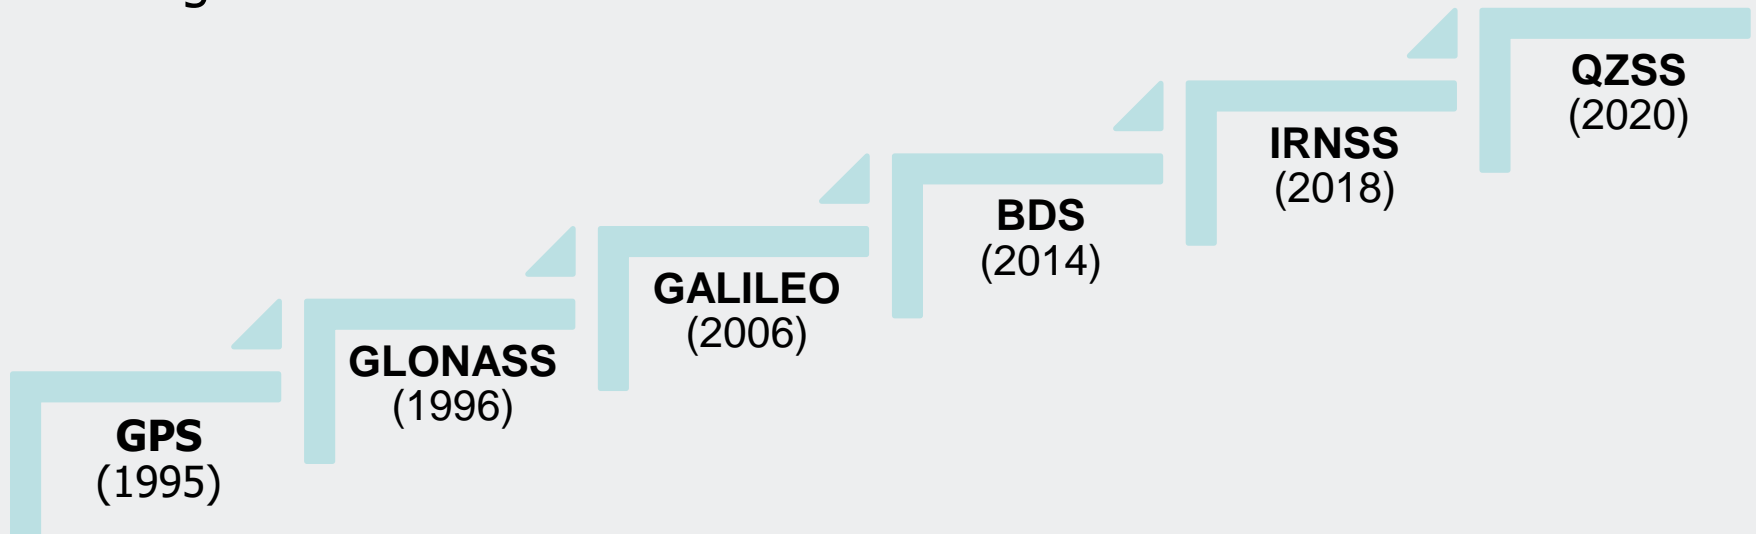 GPS
(1995)
GLONASS
(1996)
GALILEO
(2006)
BDS
(2014)
IRNSS
(2018)
QZSS
(2020)